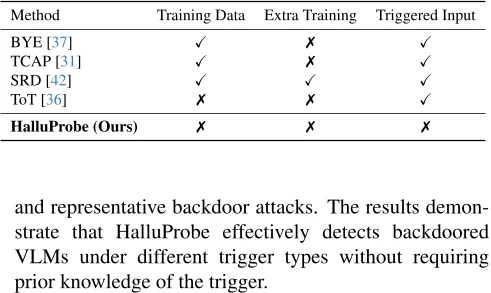 Method Training Data Extra Training Triggered Input
BYE [37] ✓ ✗ ✓
TCAP [31] ✓ ✗ ✓
SRD [42] ✓ ✓ ✓
ToT [36] ✗ ✗ ✓
HalluProbe (Ours) ✗ ✗ ✗
and representative backdoor attacks. The results demon-
strate that HalluProbe effectively detects backdoored
VLMs under different trigger types without requiring
prior knowledge of the trigger.